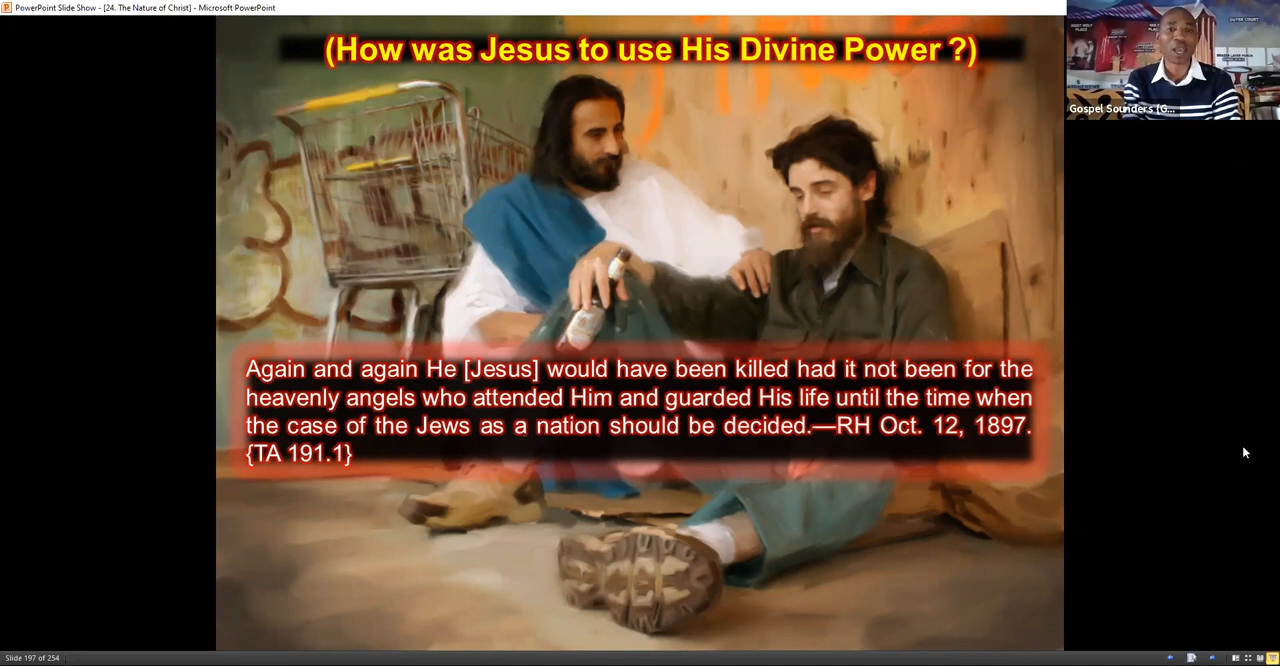 PowerPoint Slide Show - [24. The Nature of Christ] - Microsoft PowerPoint
(How was Jesus to use His Divine Power ?)
Gospel Sounders (G...
Again and again He [Jesus] would have been killed had it not been for the
heavenly angels who attended Him and guarded His life until the time when
the case of the Jews as a nation should be decided.—RH Oct. 12, 1897.
{TA 191.1}
Slide 197 of 254